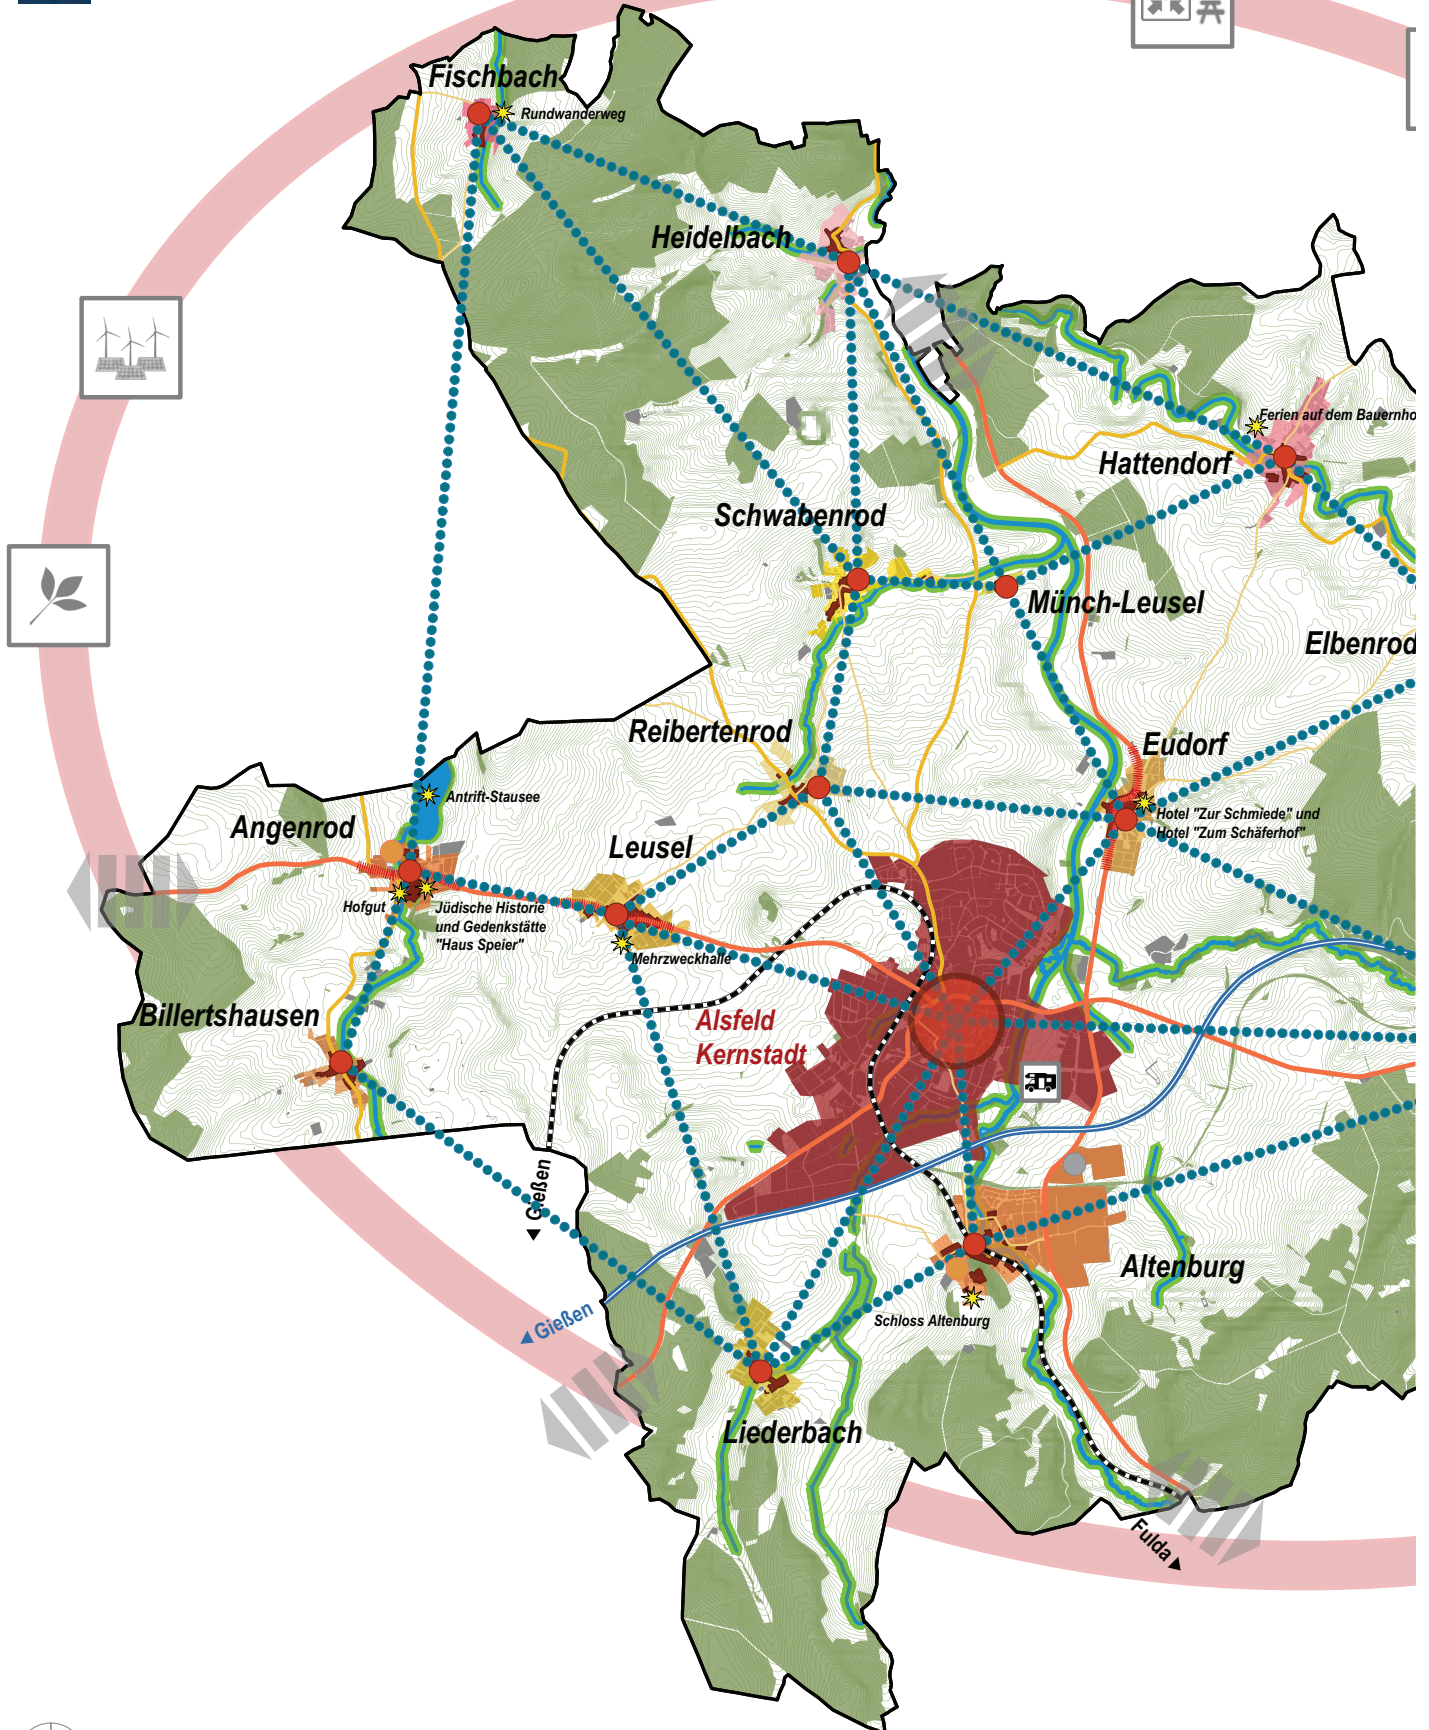 Fischbach
Rundwanderweg
Heidelbach
Ferien auf dem Bauernho
Hattendorf
Schwabenrod
Münch-Leusel
Elbenrod
Reibertenrod
Eudorf
Antrift-Stausee
Hotel "Zur Schmiede" und
Hotel "Zum Schäferhof"
Angenrod
Leusel
Hofgut
Jüdische Historie
und Gedenkstätte
"Haus Speier"
Mehrzweckhalle
Billertshausen
Alsfeld
Kernstadt
Gießen
Altenburg
Gießen
Schloss Altenburg
Liederbach
Fulda